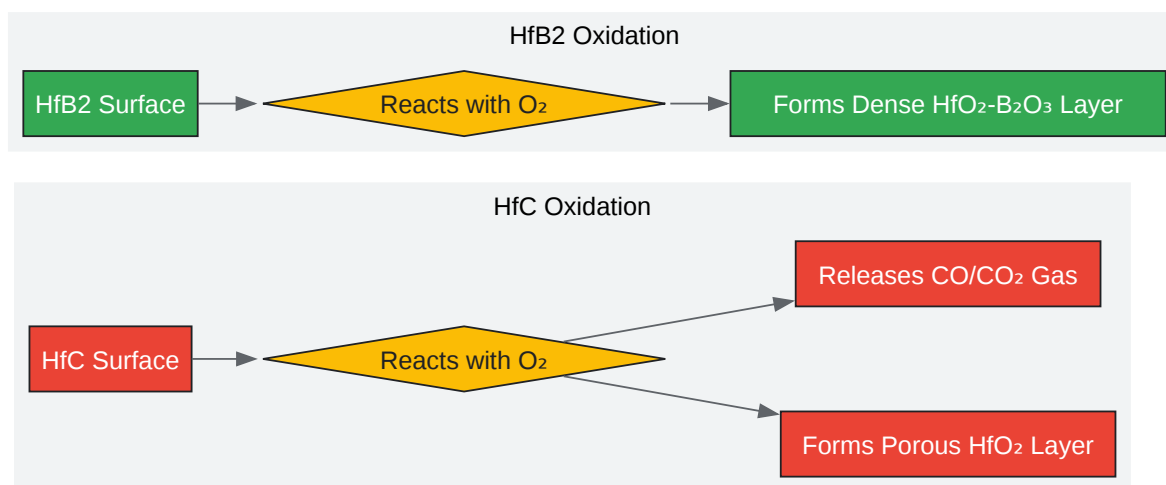 HfB2 Oxidation
HfB2 Surface
Reacts with O₂
Forms Dense HfO₂-B₂O₃ Layer
HfC Oxidation
HfC Surface
Reacts with O₂
Releases CO/CO₂ Gas
Forms Porous HfO₂ Layer